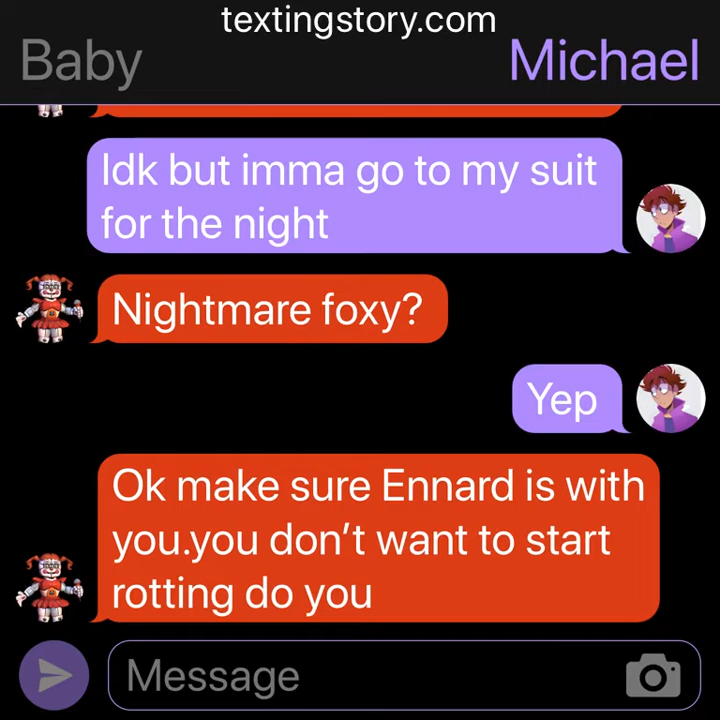 textingstory.com
Baby
Michael
Idk but imma go to my suit
for the night
Nightmare foxy?
Yep
Ok make sure Ennard is with
you.you don’t want to start
rotting do you
Message